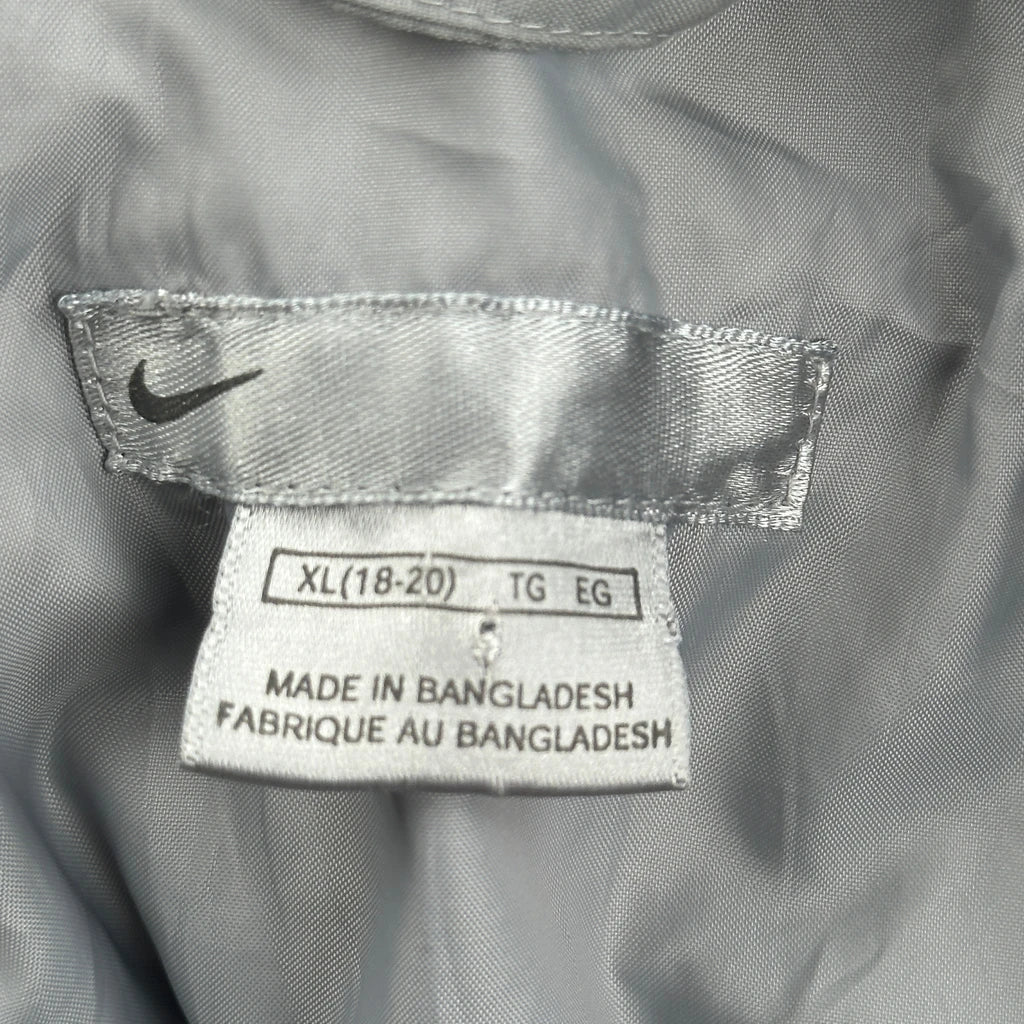 XL(18-20) TG EG
MADE IN BANGLADESH
FABRIQUE AU BANGLADESH